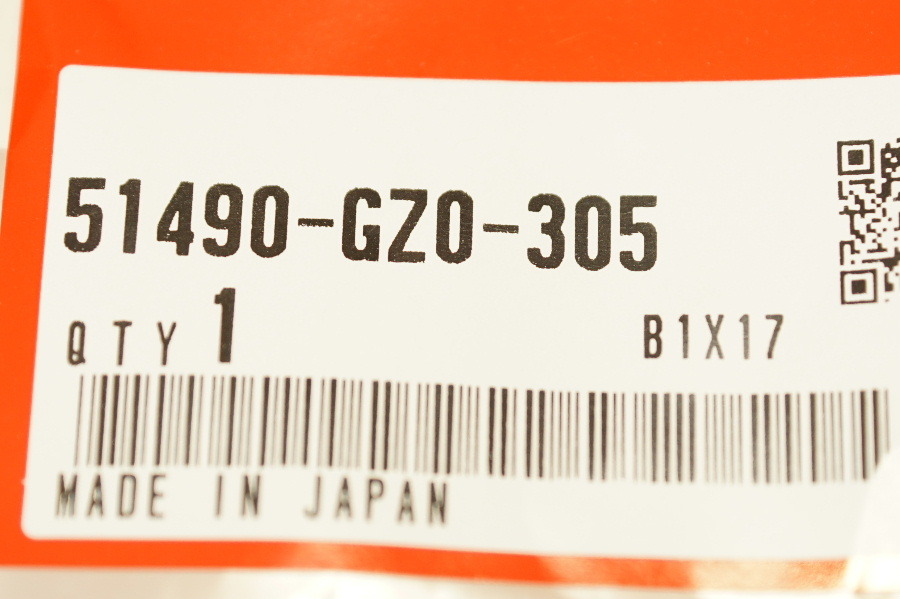 51490-GZ0-305
QTY 1
B1X17
MADE IN JAPAN